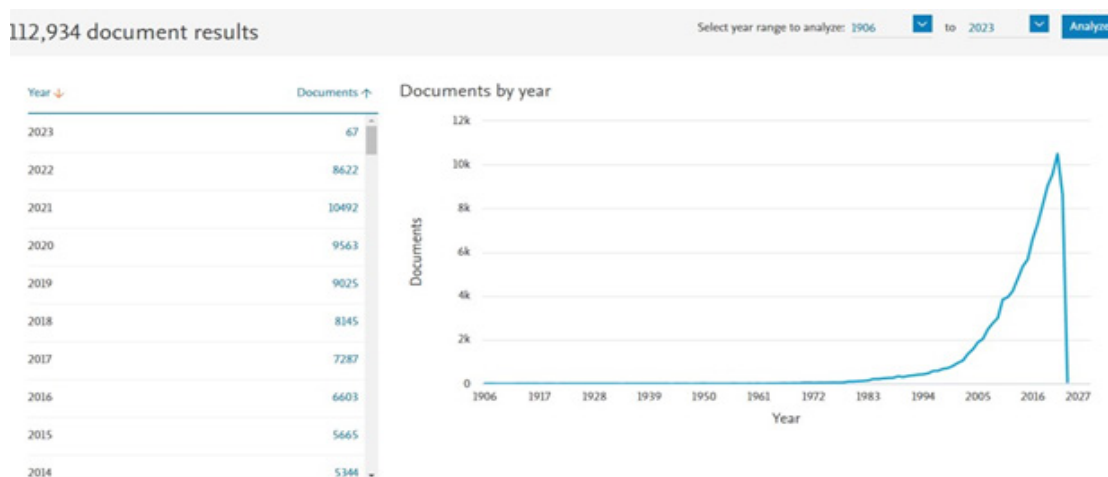 112,934 document results
Select year range to analyze: 1906 to 2023 Analyze
Year Documents
2023 67
2022 8622
2021 10492
2020 9563
2019 9025
2018 8145
2017 7287
2016 6603
2015 5665
2014 5344
Documents by year
12k
10k
8k
6k
4k
2k
0
Documents
1906 1917 1928 1939 1950 1961 1972 1983 1994 2005 2016 2027
Year